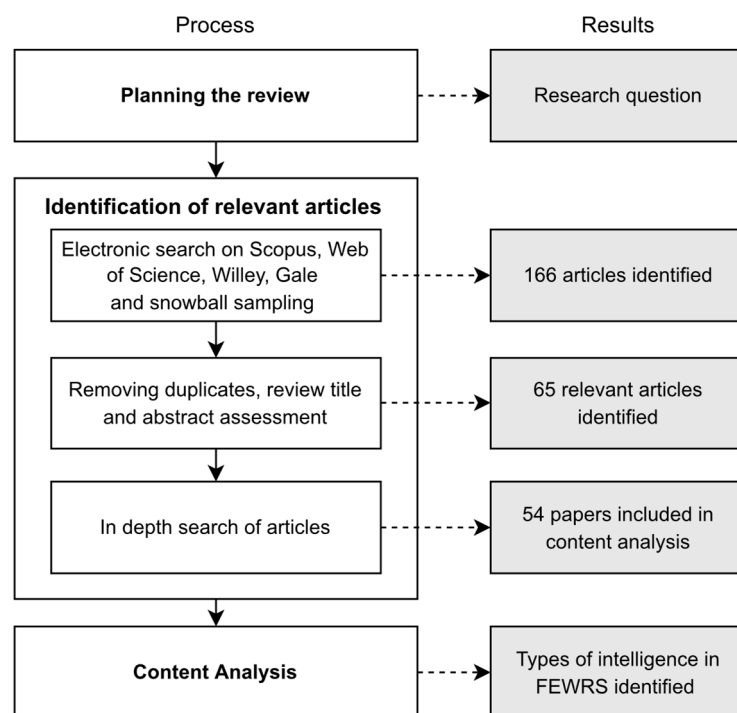 Process
Results
Planning the review
Research question
Identification of relevant articles
Electronic search on Scopus, Web
of Science, Willey, Gale
and snowball sampling
166 articles identified
Removing duplicates, review title
and abstract assessment
65 relevant articles
identified
In depth search of articles
54 papers included in
content analysis
Content Analysis
Types of intelligence in
FEWRS identified